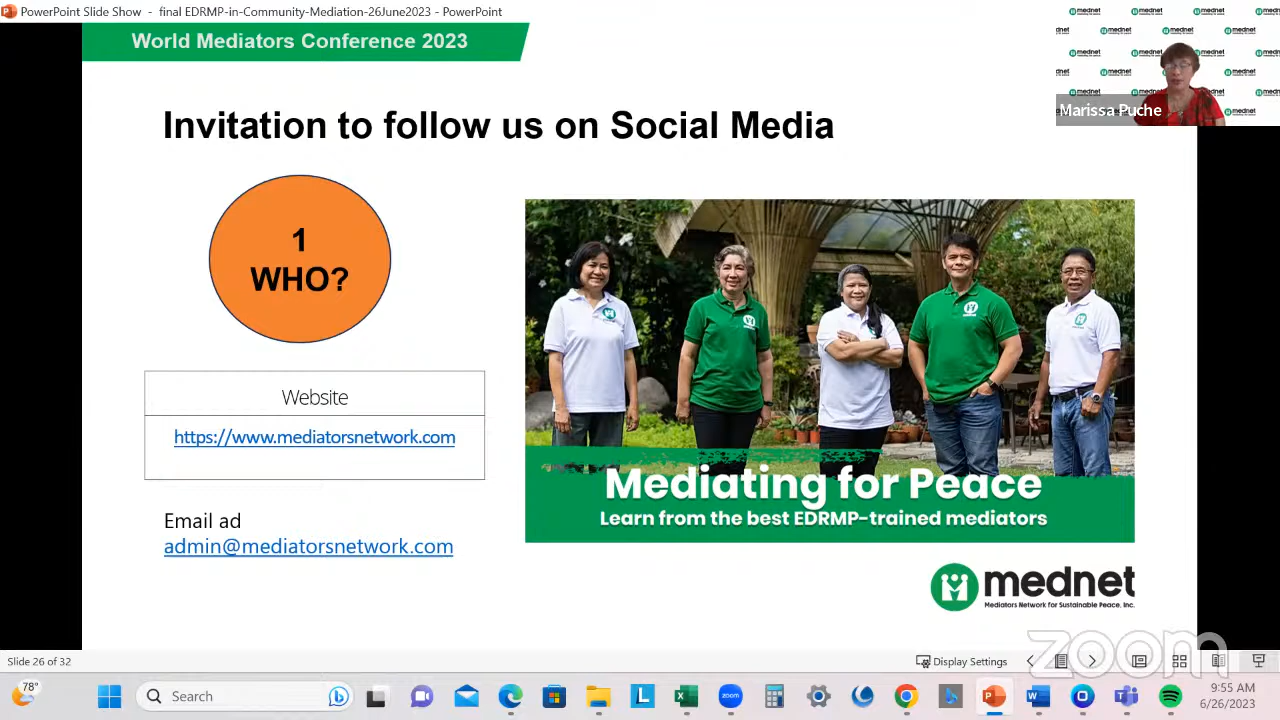 PowerPoint Slide Show - final EDRMP-in-Community-Mediation-26June2023 - PowerPoint
World Mediators Conference 2023
mednet
Marissa Puche
Invitation to follow us on Social Media
1
WHO?
Website
https://www.mediatorsnetwork.com
Email ad
admin@mediatorsnetwork.com
Mediating for Peace
Learn from the best EDRMP-trained mediators
mednet
Mediators Network for Sustainable Peace, Inc.
zoom
Slide 26 of 32
Display Settings
78°
Search
zoom
9:55 AM
6/26/2023